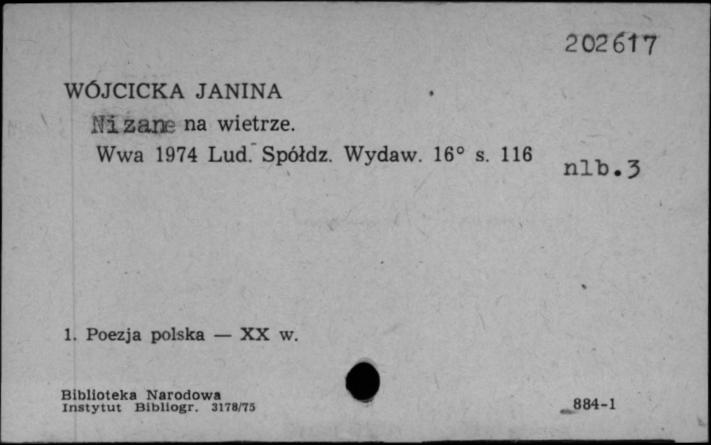 202617
WÓJCICKA JANINA
Nizane na wietrze.
Wwa 1974 Lud. Spółdz. Wydaw. 16° s. 116
nlb.3
1. Poezja polska — XX w.
Biblioteka Narodowa
Instytut Bibliogr. 3178/75
884-1